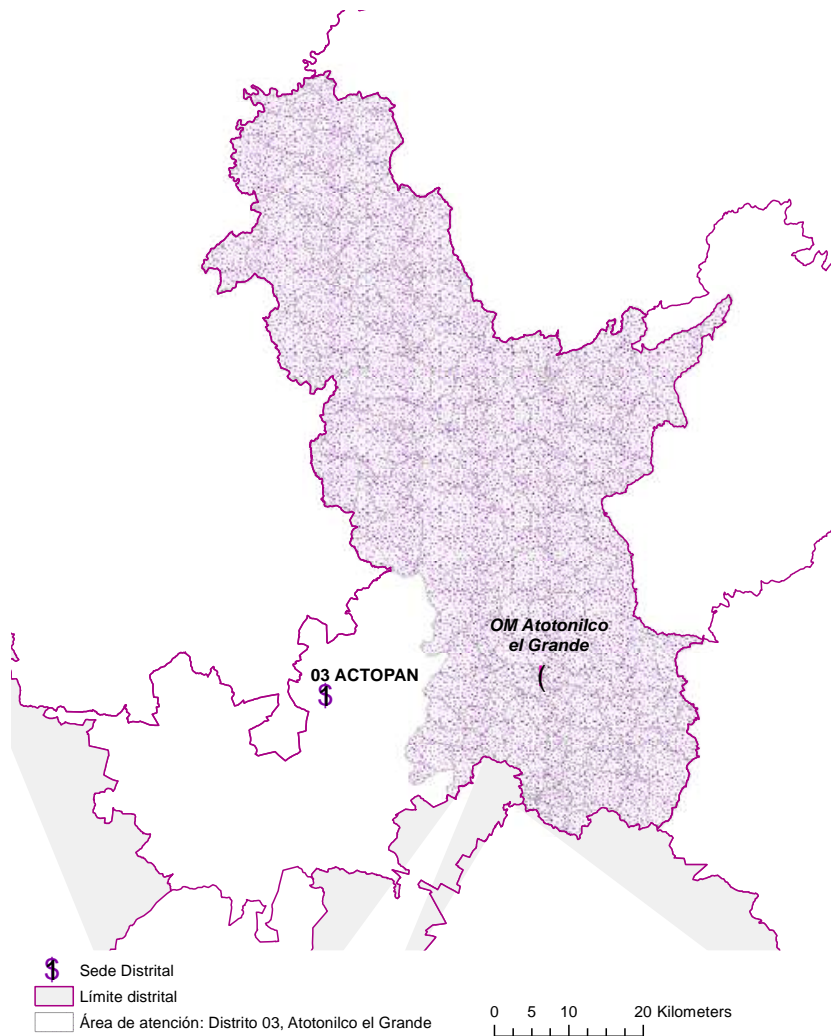 OM Atotonilco
el Grande
(
03 ACTOPAN
$
Sede Distrital
Límite distrital
Área de atención: Distrito 03, Atotonilco el Grande
0 5 10 20 Kilometers